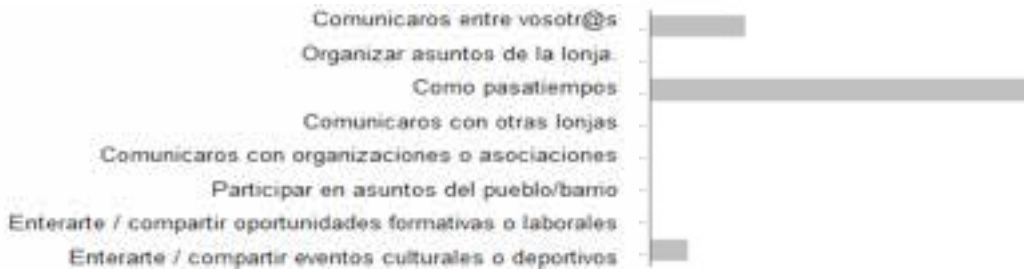 Comunicaros entre vosotr@s
Organizar asuntos de la lonja.
Como pasatiempos
Comunicaros con otras lonjas
Comunicaros con organizaciones o asociaciones
Participar en asuntos del pueblo/barrio
Enterarte / compartir oportunidades formativas o laborales
Enterarte / compartir eventos culturales o deportivos